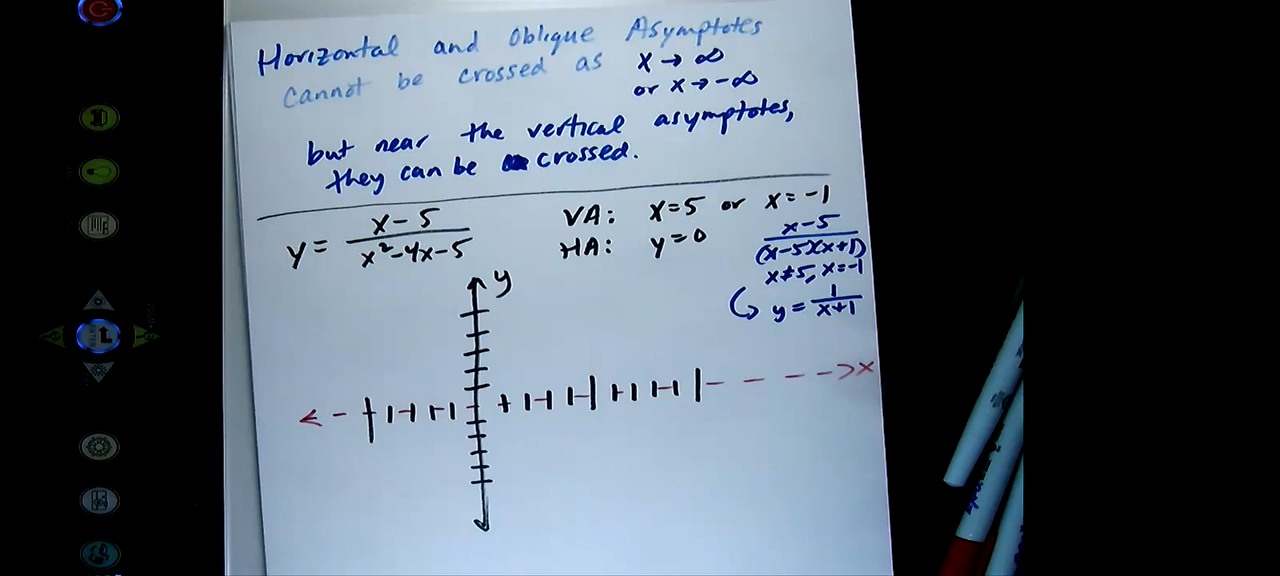 Horizontal and Oblique Asymptotes
cannot be crossed as x → ∞
or x → -∞
but near the vertical asymptotes,
they can be crossed.
y = (x-5)/(x²-4x-5)
VA: x=5 or x=-1
HA: y=0
(x-5)/((x-5)(x+1))
x≠5, x=-1
↳ y = 1/(x+1)
y
x